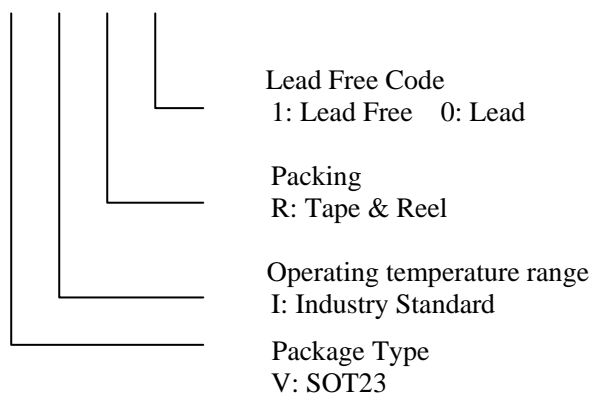 Lead Free Code
1: Lead Free 0: Lead
Packing
R: Tape & Reel
Operating temperature range
I: Industry Standard
Package Type
V: SOT23